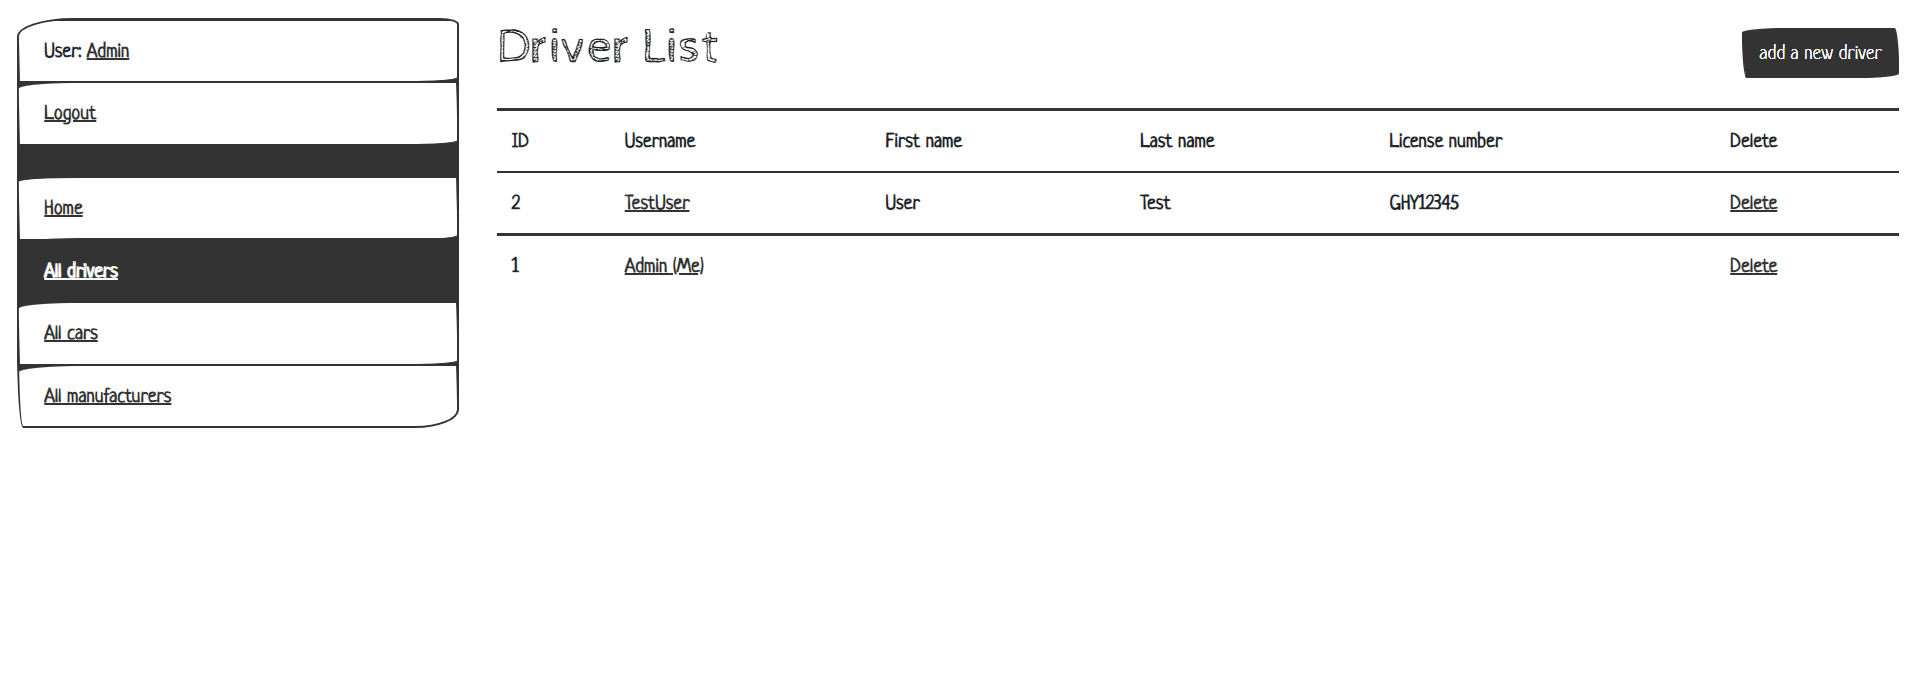 User: Admin
Logout
Home
All drivers
All cars
All manufacturers
Driver List
add a new driver
ID Username First name Last name License number Delete
2 TestUser User Test GHY12345 Delete
1 Admin (Me) Delete